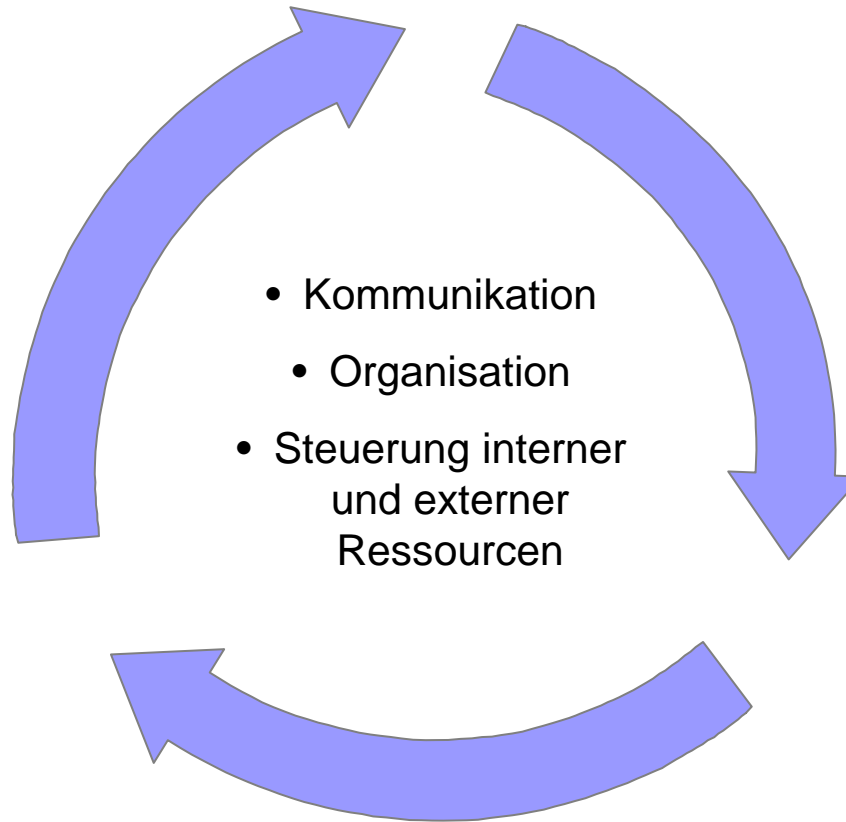 • Kommunikation
• Organisation
• Steuerung interner
und externer
Ressourcen